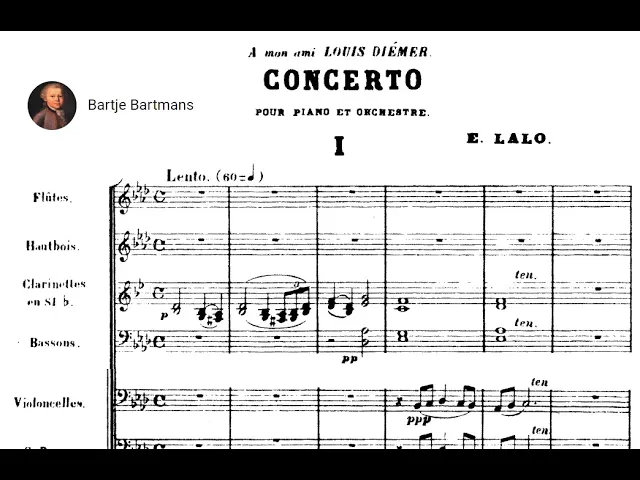 A mon ami LOUIS DIÉMER.
CONCERTO
Bartje Bartmans
POUR PIANO ET ORCHESTRE.
I
E. LALO.
Lento. (60=♩)
Flûtes.
Hautbois.
Clarinettes
en SI ♭.
p
3
ten.
Bassons.
pp
ten.
Violoncelles.
ppp
ten